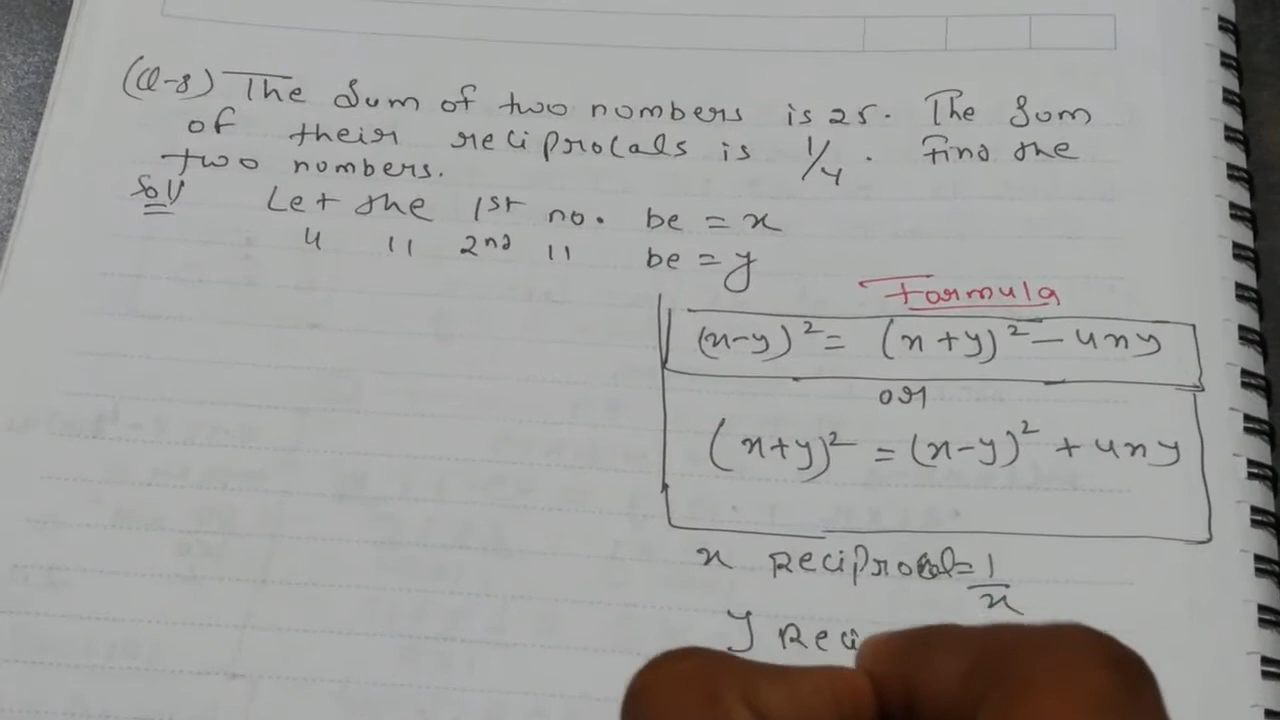 (Q-8) The Sum of two numbers is 25. The Sum
of their reciprocals is 1/4. Find the
two numbers.
Sol
Let the 1st no. be = x
" " 2nd " be = y
Formula
(x-y)² = (x+y)² - 4xy
or
(x+y)² = (x-y)² + 4xy
x Reciprocal = 1/x
y Reci